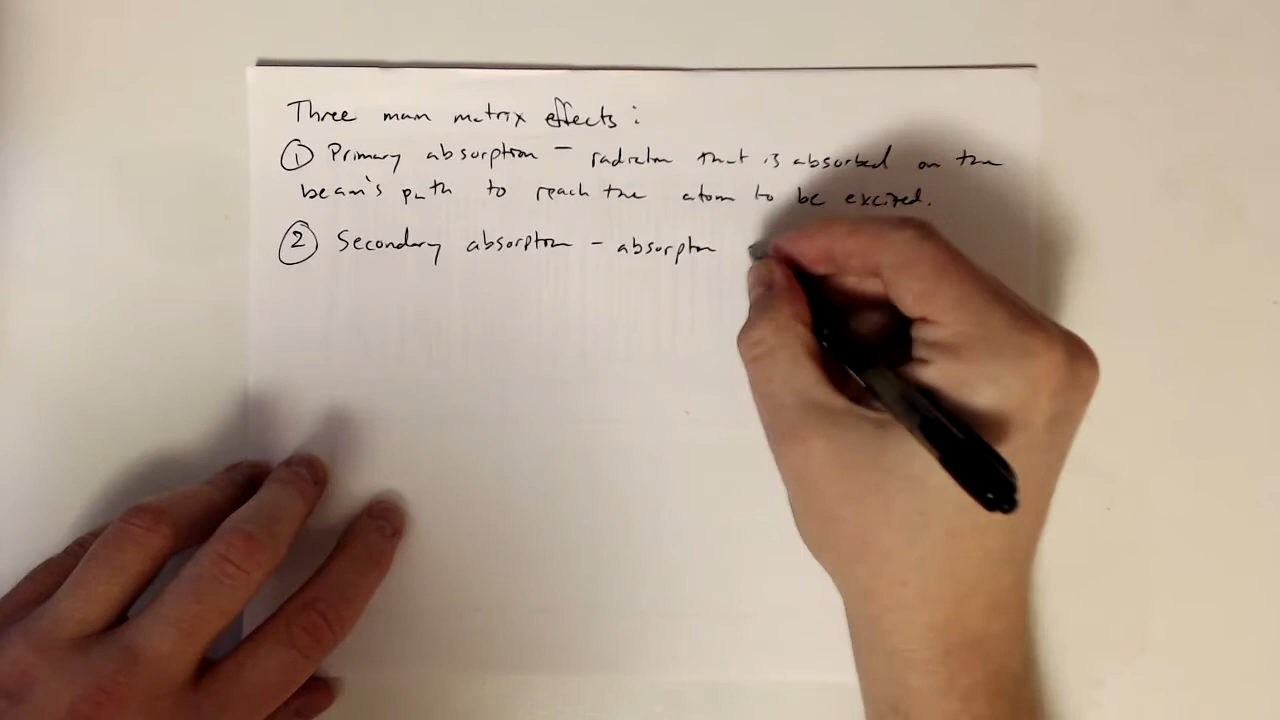 Three main matrix effects:
① Primary absorption – radiation that is absorbed on the
beam's path to reach the atom to be excited.
② Secondary absorption – absorption